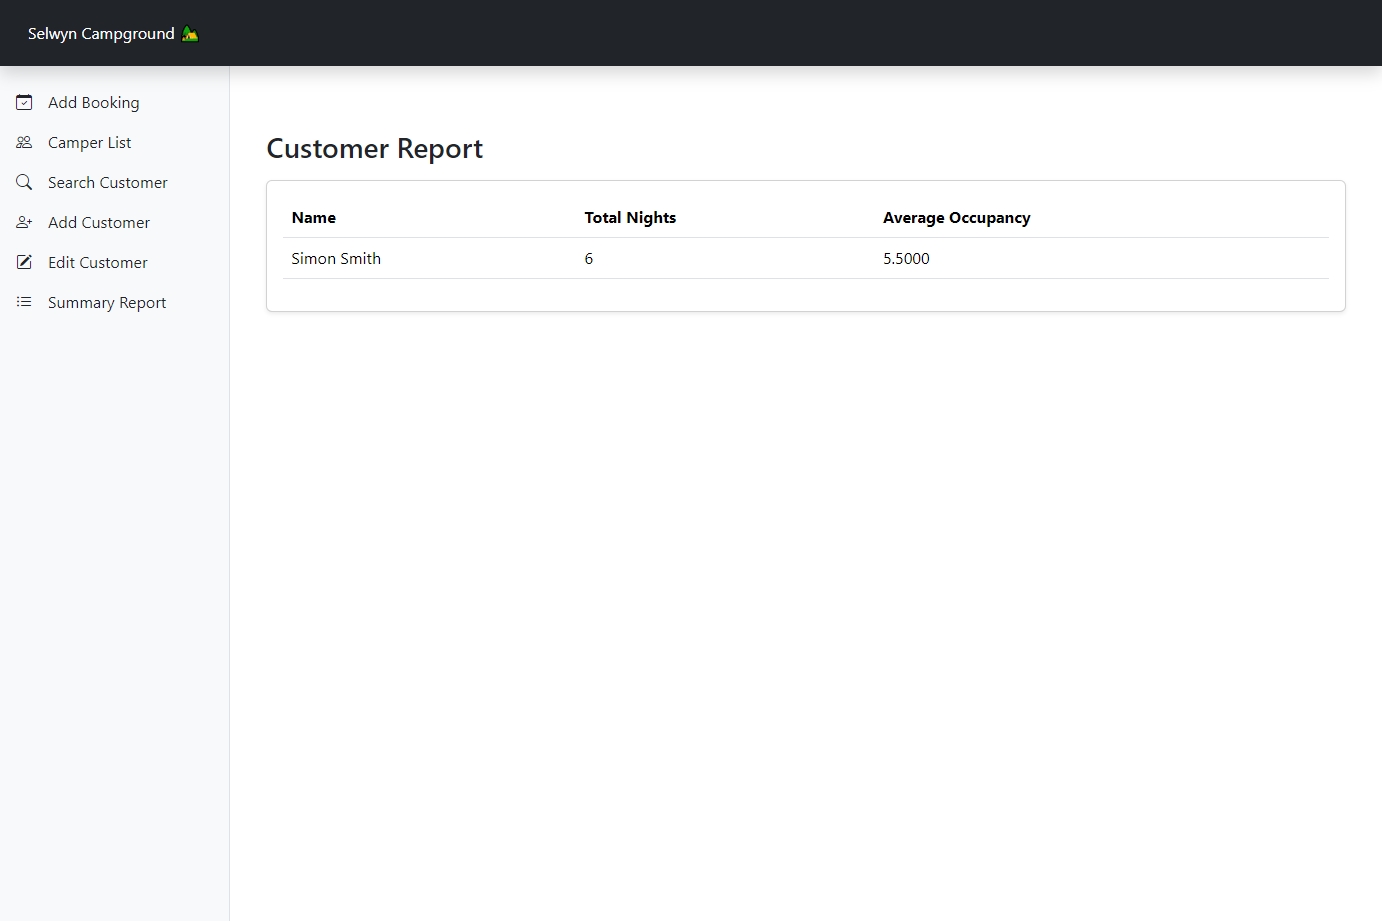 Selwyn Campground
Add Booking
Camper List
Search Customer
Add Customer
Edit Customer
Summary Report
Customer Report
Name Total Nights Average Occupancy
Simon Smith 6 5.5000